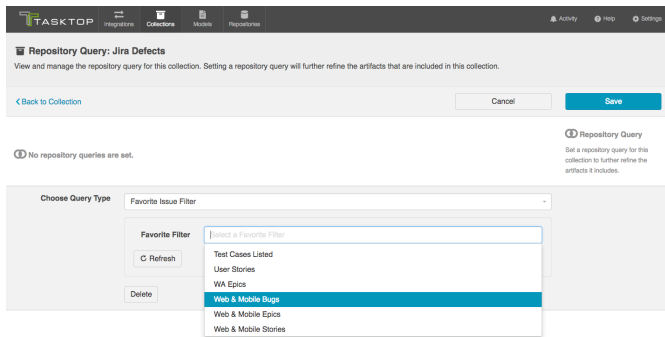 TASKTOP
Integrations
Collections
Models
Repositories
Activity
Help
Settings
Repository Query: Jira Defects
View and manage the repository query for this collection. Setting a repository query will further refine the artifacts that are included in this collection.
Back to Collection
Cancel
Save
No repository queries are set.
Repository Query
Set a repository query for this
collection to further refine the
artifacts it includes.
Choose Query Type
Favorite Issue Filter
Favorite Filter
Select a Favorite Filter
Refresh
Test Cases Listed
User Stories
WA Epics
Web & Mobile Bugs
Web & Mobile Epics
Web & Mobile Stories
Delete